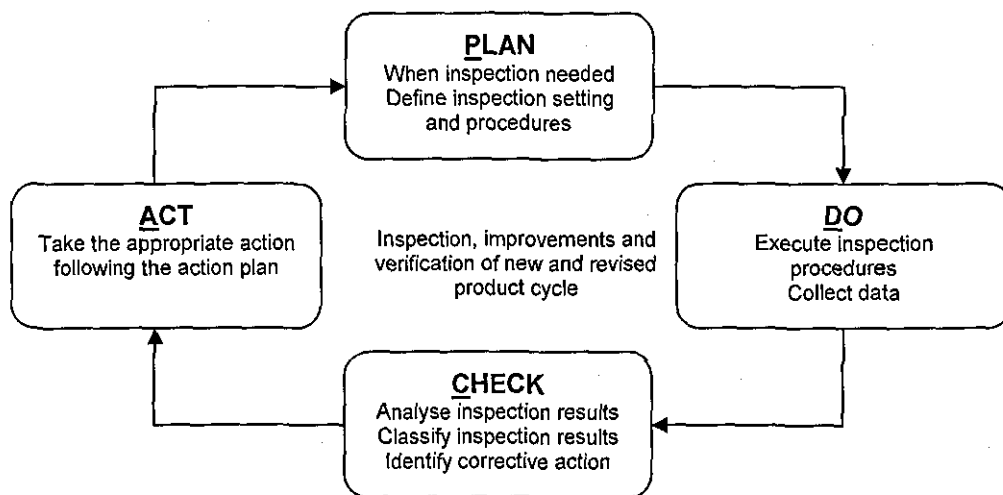 PLAN
When inspection needed
Define inspection setting
and procedures
ACT
Take the appropriate action
following the action plan
Inspection, improvements and
verification of new and revised
product cycle
DO
Execute inspection
procedures
Collect data
CHECK
Analyse inspection results
Classify inspection results
Identify corrective action